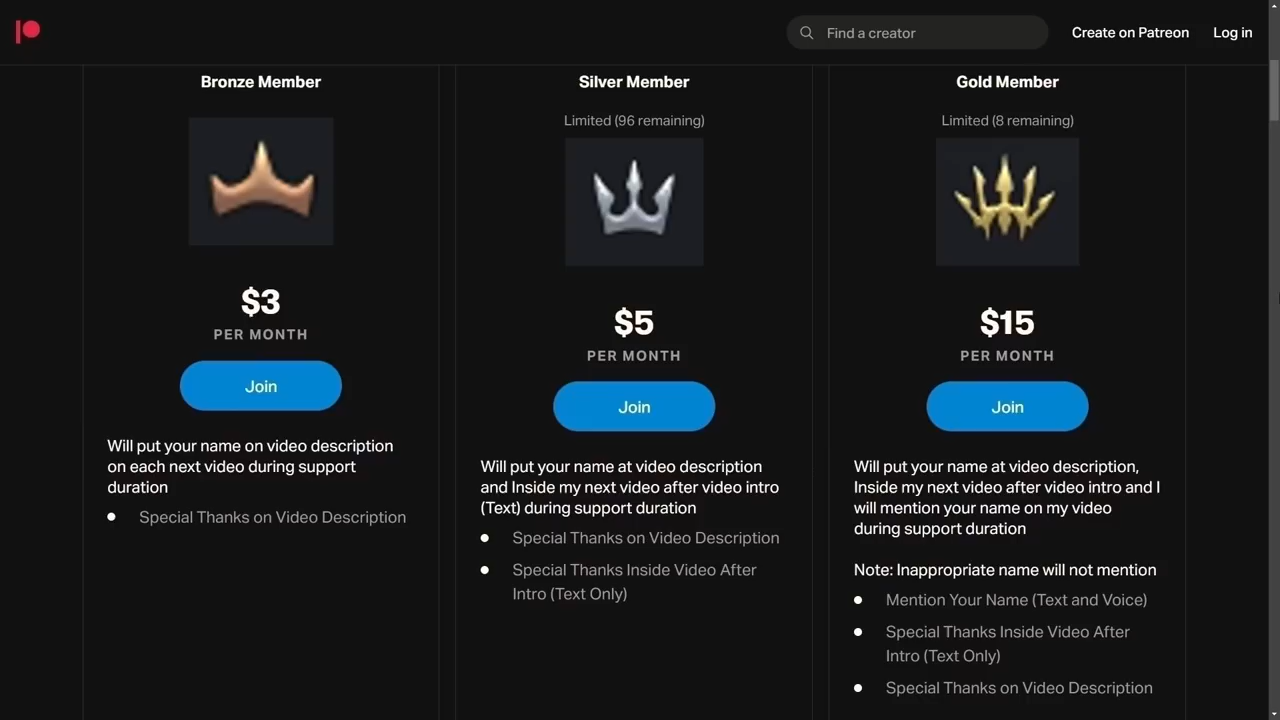 Find a creator
Create on Patreon
Log in
Bronze Member
$3
PER MONTH
Join
Will put your name on video description
on each next video during support
duration
Special Thanks on Video Description
Silver Member
Limited (96 remaining)
$5
PER MONTH
Join
Will put your name at video description
and Inside my next video after video intro
(Text) during support duration
Special Thanks on Video Description
Special Thanks Inside Video After
Intro (Text Only)
Gold Member
Limited (8 remaining)
$15
PER MONTH
Join
Will put your name at video description,
Inside my next video after video intro and I
will mention your name on my video
during support duration
Note: Inappropriate name will not mention
Mention Your Name (Text and Voice)
Special Thanks Inside Video After
Intro (Text Only)
Special Thanks on Video Description